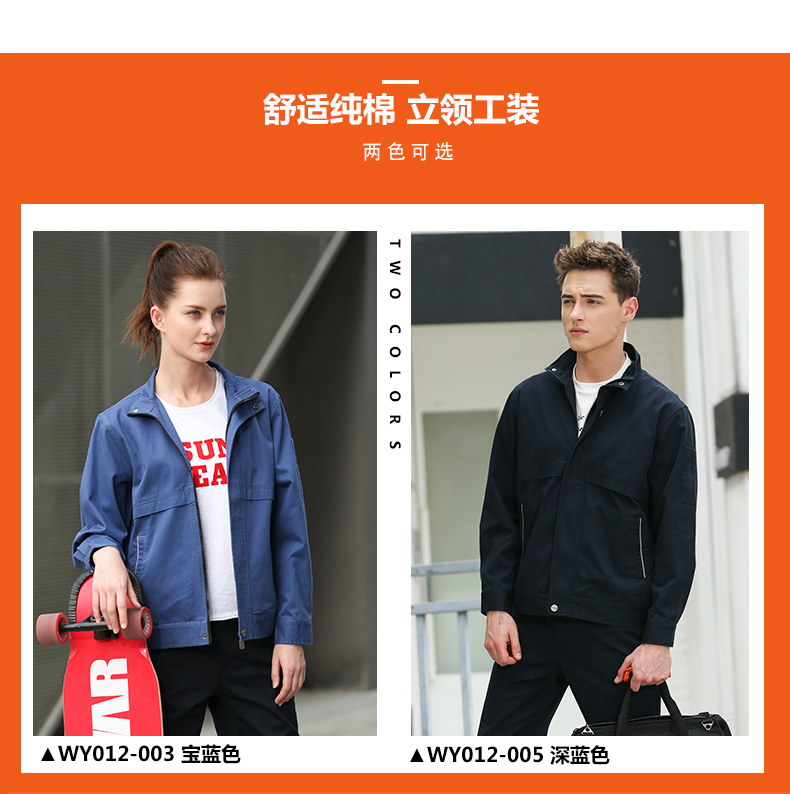 舒适纯棉 立领工装
两色可选
TWO COLORS
SUN
EA
WAR
▲WY012-003 宝蓝色
▲WY012-005 深蓝色